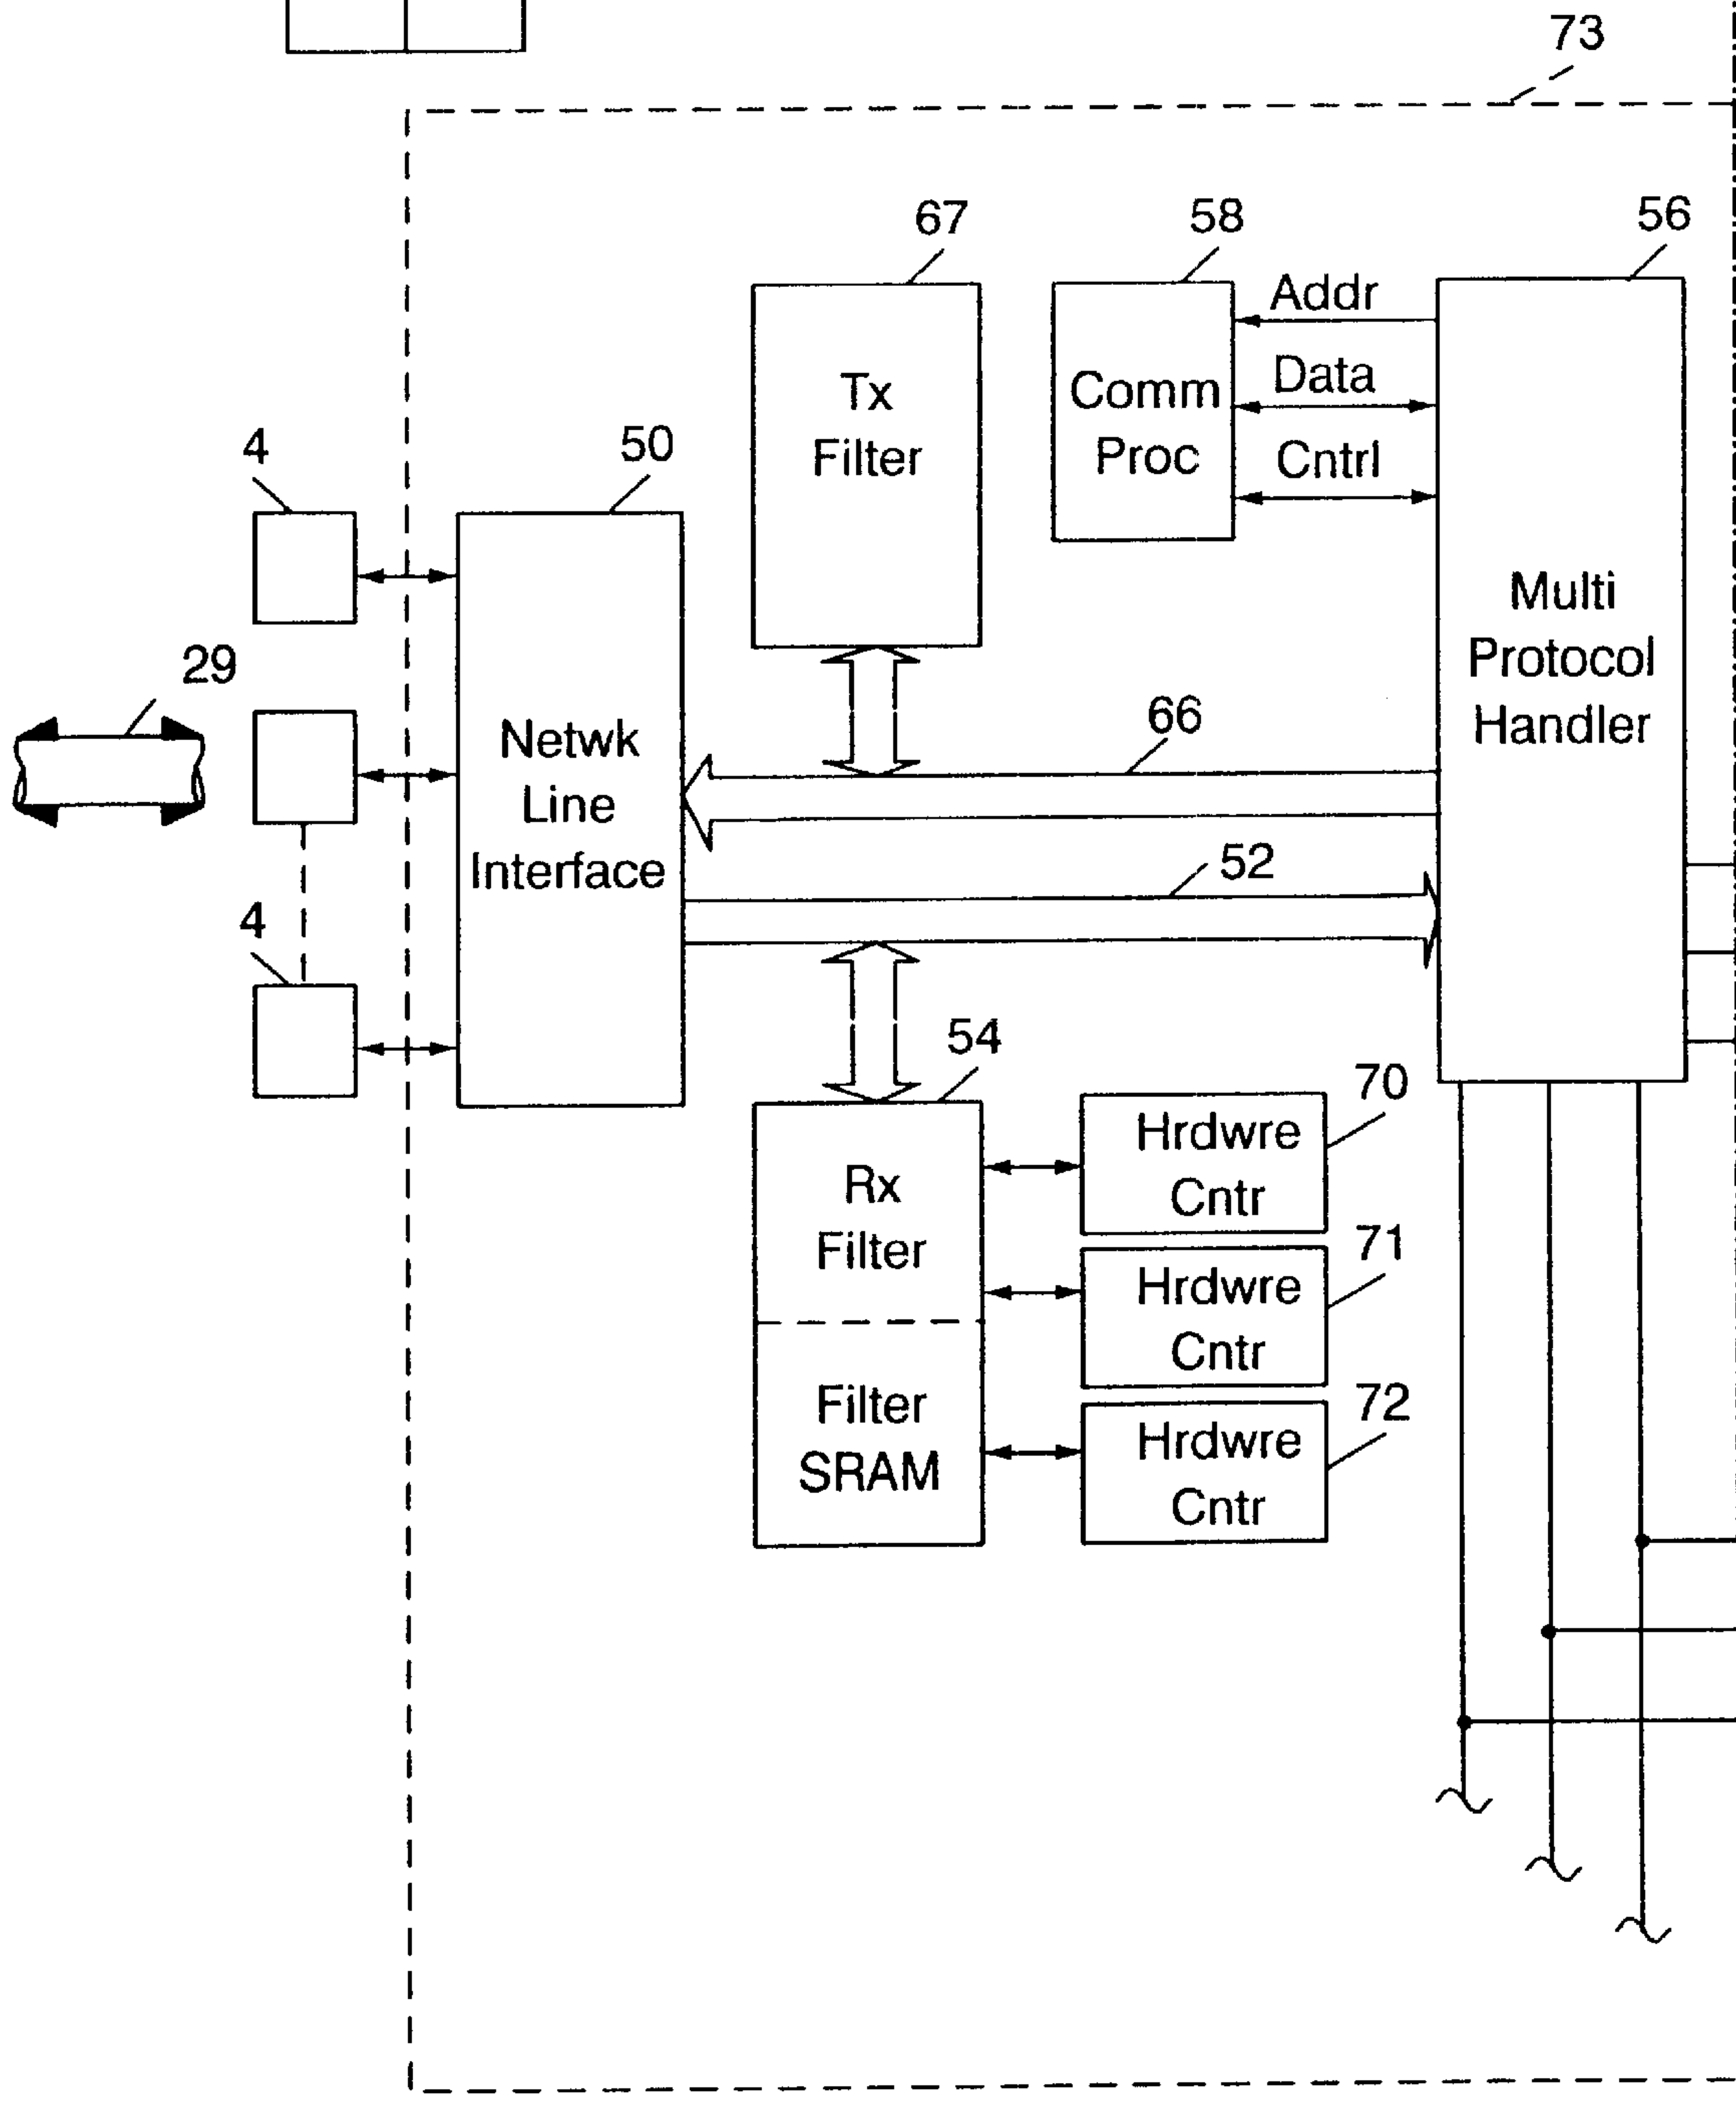 73
67
58
56
Addr
Data
Cntrl
Tx
Filter
Comm
Proc
4
50
29
Netwk
Line
Interface
Multi
Protocol
Handler
66
52
4
54
70
Rx
Filter
Hrdwre
Cntr
71
Hrdwre
Cntr
Filter
SRAM
72
Hrdwre
Cntr